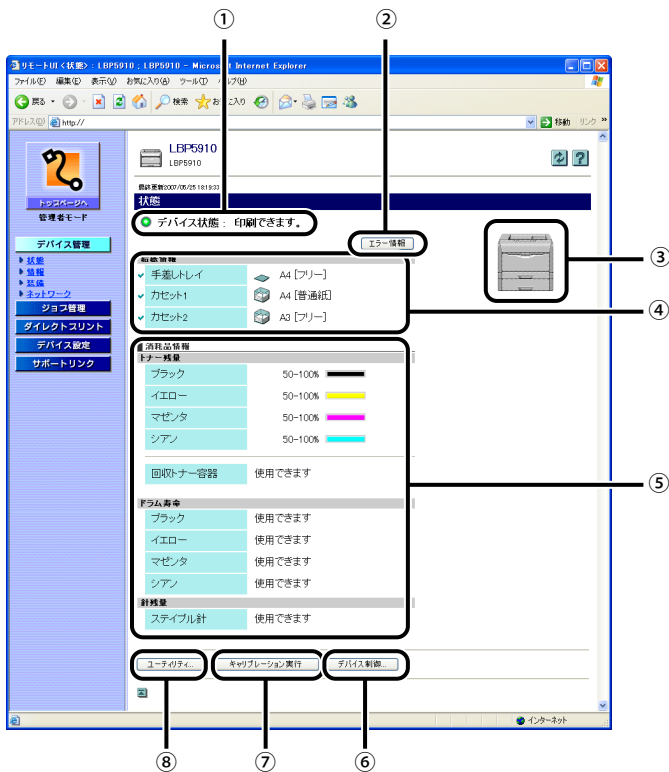 ① ②
リモートUI <状態> : LBP5910 ; LBP5910 - Microsoft Internet Explorer
ファイル(F) 編集(E) 表示(V) お気に入り(A) ツール(T) ヘルプ(H)
戻る 検索 お気に入り
アドレス(D) http:// 移動 リンク »
LBP5910
LBP5910
最終更新2007/05/25 18:19:33
トップページへ
管理者モード
状態
デバイス状態 : 印刷できます。
エラー情報
デバイス管理
状態
情報
装備
ネットワーク
ジョブ管理
ダイレクトプリント
デバイス設定
サポートリンク
③
給紙情報
④
手差しトレイ A4 [フリー]
カセット1 A4 [普通紙]
カセット2 A3 [フリー]
消耗品情報
トナー残量
ブラック 50-100%
イエロー 50-100%
マゼンタ 50-100%
シアン 50-100%
回収トナー容器 使用できます
⑤
ドラム寿命
ブラック 使用できます
イエロー 使用できます
マゼンタ 使用できます
シアン 使用できます
針残量
ステイプル針 使用できます
ユーティリティ... キャリブレーション実行 デバイス制御...
インターネット
⑧ ⑦ ⑥